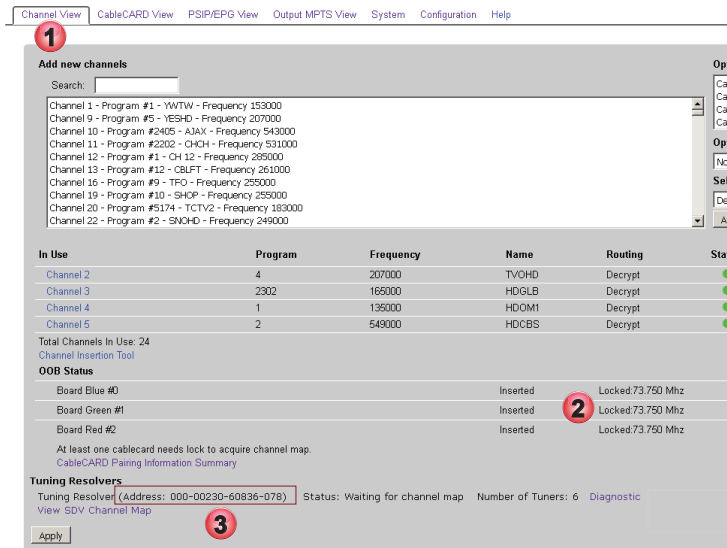 Channel View CableCARD View PSIP/EPG View Output MPTS View System Configuration Help
1
Add new channels
Search:
Channel 1 - Program #1 - YWTW - Frequency 153000
Channel 9 - Program #5 - YESHD - Frequency 207000
Channel 10 - Program #2405 - AJAX - Frequency 543000
Channel 11 - Program #2202 - CHCH - Frequency 531000
Channel 12 - Program #1 - CH 12 - Frequency 285000
Channel 13 - Program #12 - CBLFT - Frequency 261000
Channel 16 - Program #9 - TFO - Frequency 255000
Channel 19 - Program #10 - SHOP - Frequency 255000
Channel 20 - Program #5174 - TCTV2 - Frequency 183000
Channel 22 - Program #2 - SNOHD - Frequency 249000
Op
Ca
Ca
Ca
Ca
Op
No
Sel
De
A
In Use Program Frequency Name Routing Sta
Channel 2 4 207000 TVOHD Decrypt
Channel 3 2302 165000 HDGLB Decrypt
Channel 4 1 135000 HDOM1 Decrypt
Channel 5 2 549000 HDCBS Decrypt
Total Channels In Use: 24
Channel Insertion Tool
OOB Status
Board Blue #0 Inserted Locked:73.750 Mhz
Board Green #1 Inserted 2 Locked:73.750 Mhz
Board Red #2 Inserted Locked:73.750 Mhz
At least one cablecard needs lock to acquire channel map.
CableCARD Pairing Information Summary
Tuning Resolvers
Tuning Resolver (Address: 000-00230-60836-078) Status: Waiting for channel map Number of Tuners: 6 Diagnostic
View SDV Channel Map
3
Apply